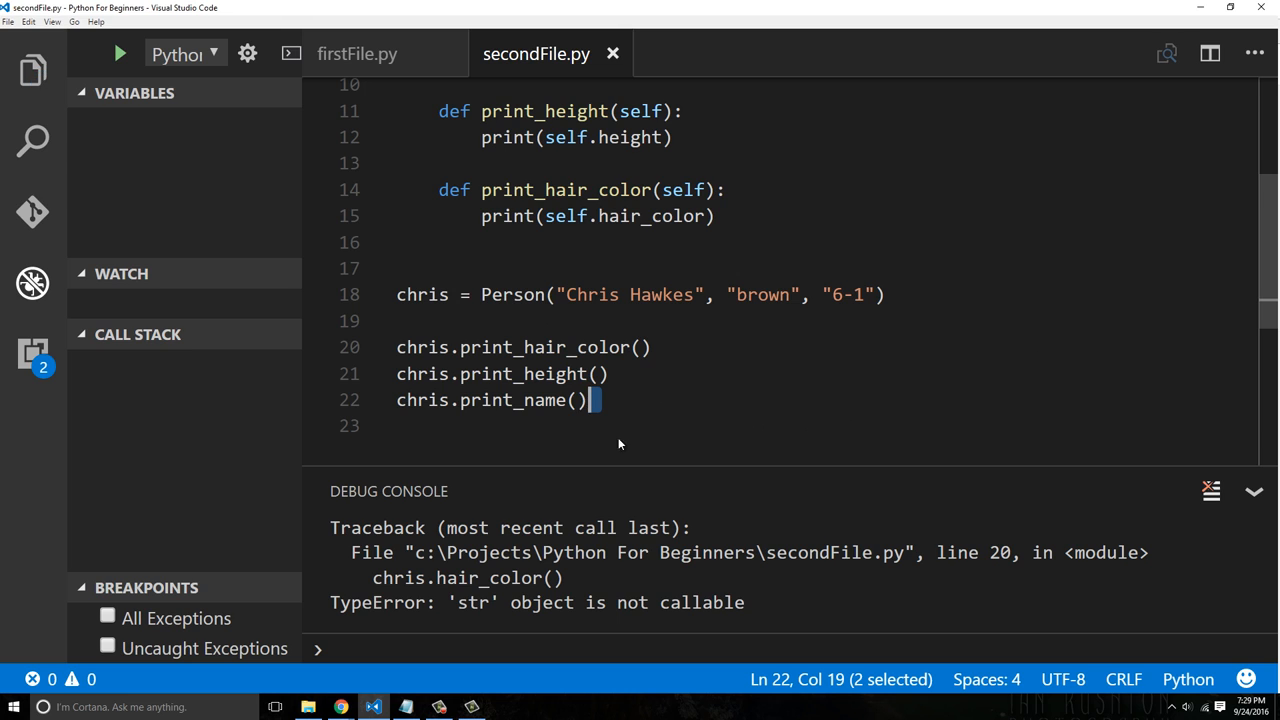 secondFile.py - Python For Beginners - Visual Studio Code
File Edit View Go Help
Python
firstFile.py
secondFile.py
VARIABLES
WATCH
CALL STACK
2
BREAKPOINTS
All Exceptions
Uncaught Exceptions
10
11 def print_height(self):
12 print(self.height)
13
14 def print_hair_color(self):
15 print(self.hair_color)
16
17
18 chris = Person("Chris Hawkes", "brown", "6-1")
19
20 chris.print_hair_color()
21 chris.print_height()
22 chris.print_name()
23
DEBUG CONSOLE
Traceback (most recent call last):
File "c:\Projects\Python For Beginners\secondFile.py", line 20, in <module>
chris.hair_color()
TypeError: 'str' object is not callable
0 0
Ln 22, Col 19 (2 selected) Spaces: 4 UTF-8 CRLF Python
I'm Cortana. Ask me anything.
7:29 PM
9/24/2016